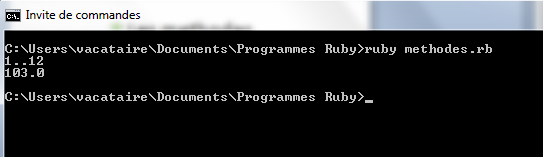 Invite de commandes
C:\Users\vacataire\Documents\Programmes Ruby>ruby methodes.rb
1..12
103.0
C:\Users\vacataire\Documents\Programmes Ruby>_